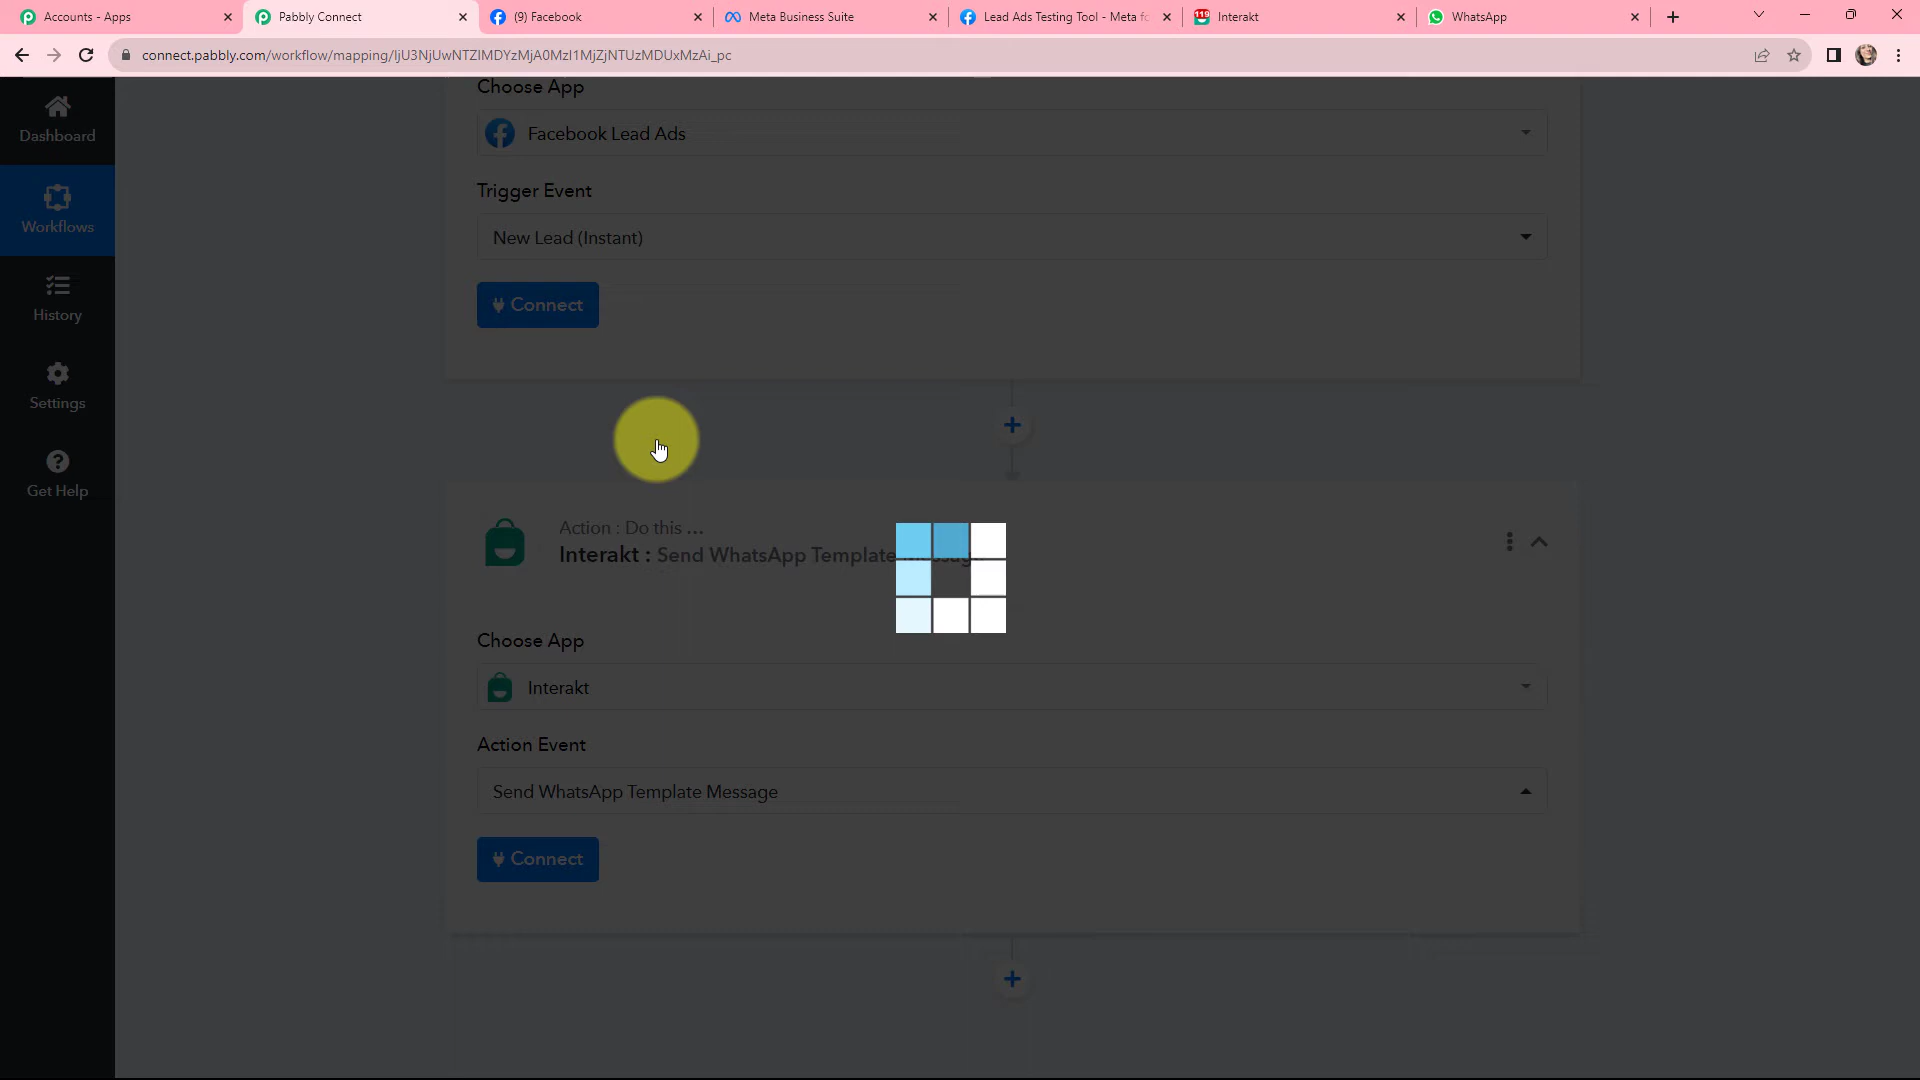 Accounts - Apps
Pabbly Connect
(9) Facebook
Meta Business Suite
Lead Ads Testing Tool - Meta fo
119
Interakt
WhatsApp
connect.pabbly.com/workflow/mapping/IjU3NjUwNTZlMDYzMjA0MzI1MjZjNTUzMDUxMzAi_pc
Dashboard
Workflows
History
Settings
Get Help
Choose App
Facebook Lead Ads
Trigger Event
New Lead (Instant)
Connect
Action : Do this ...
Interakt : Send WhatsApp Template
Choose App
Interakt
Action Event
Send WhatsApp Template Message
Connect